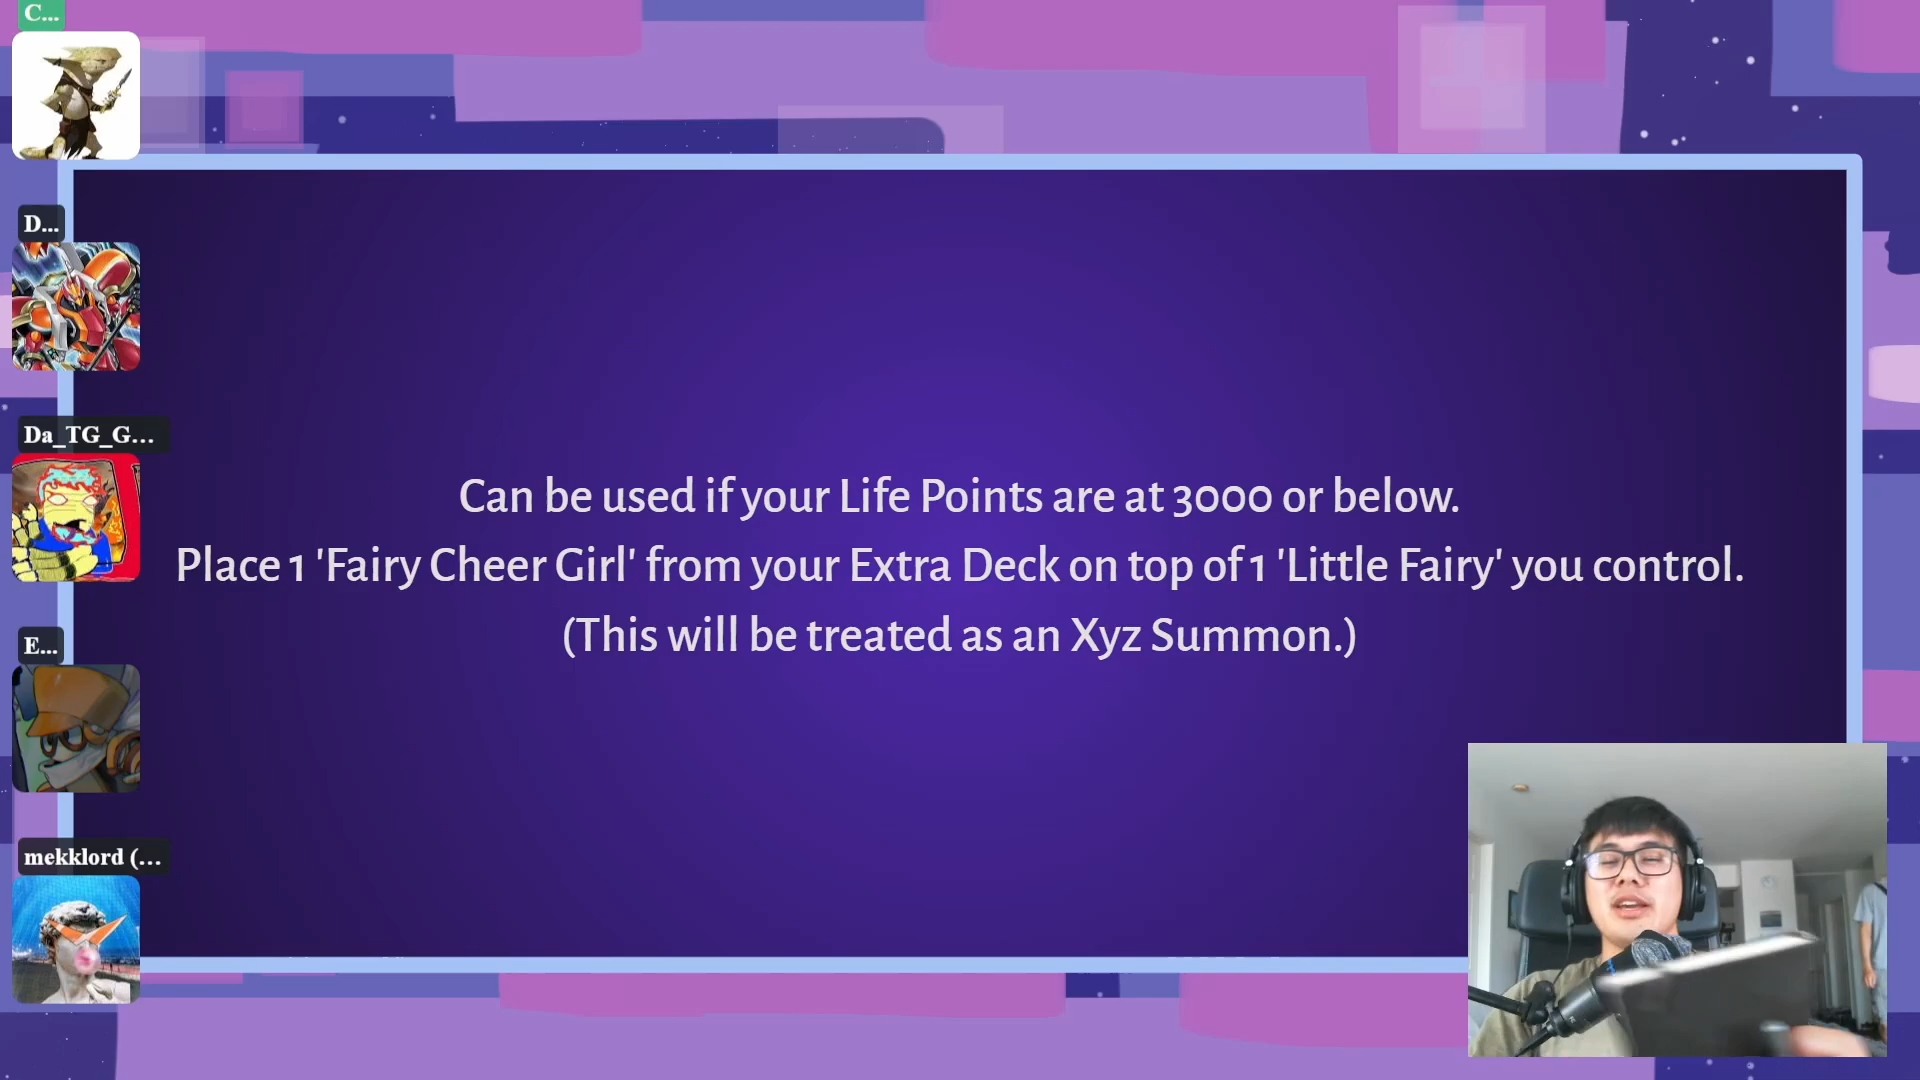 C...
D...
Da_TG_G...
E...
mekklord (...
Can be used if your Life Points are at 3000 or below.
Place 1 'Fairy Cheer Girl' from your Extra Deck on top of 1 'Little Fairy' you control.
(This will be treated as an Xyz Summon.)